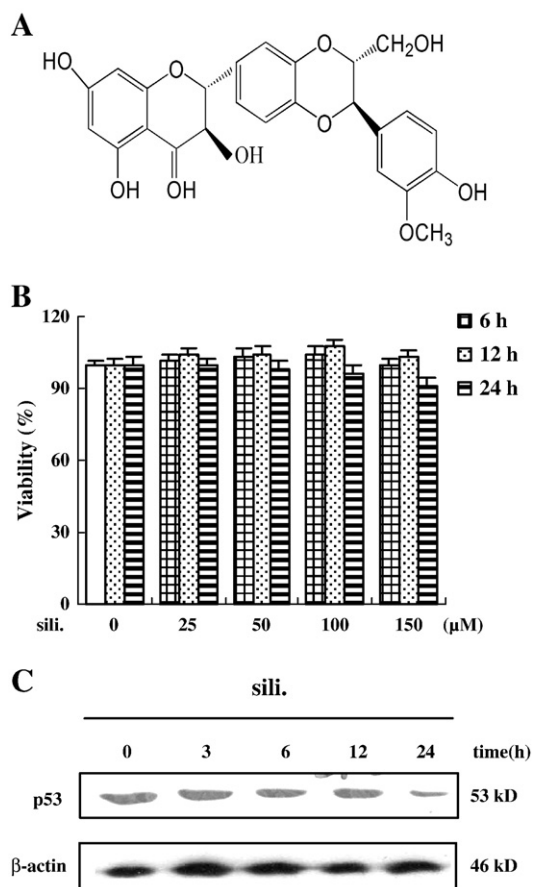 A
HO
O
O
CH2OH
O
OH
OH
OH
OH
OCH3
B
120
90
60
30
0
Viability (%)
6 h
12 h
24 h
sili. 0 25 50 100 150 (μM)
C
sili.
0 3 6 12 24 time(h)
p53 53 kD
β-actin 46 kD